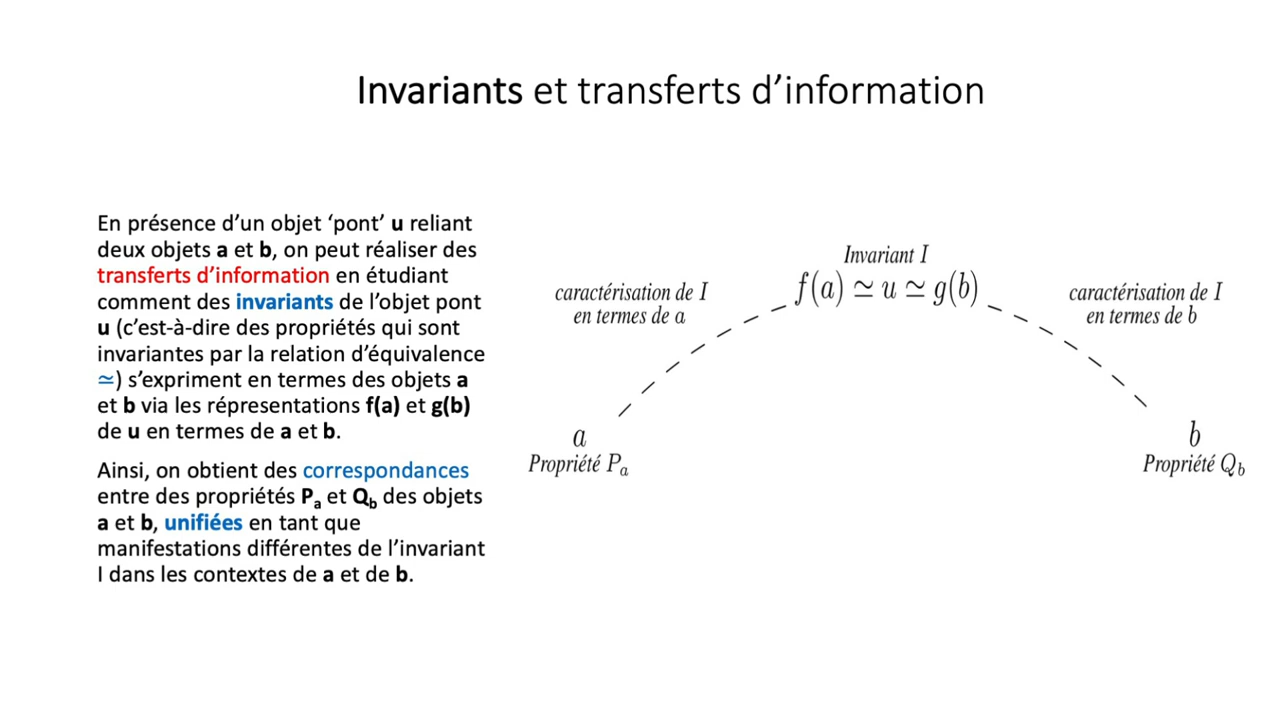 Invariants et transferts d’information
En présence d’un objet ‘pont’ u reliant
deux objets a et b, on peut réaliser des
transferts d’information en étudiant
comment des invariants de l’objet pont
u (c’est-à-dire des propriétés qui sont
invariantes par la relation d’équivalence
≃) s’expriment en termes des objets a
et b via les répresentations f(a) et g(b)
de u en termes de a et b.
Ainsi, on obtient des correspondances
entre des propriétés Pa et Qb des objets
a et b, unifiées en tant que
manifestations différentes de l’invariant
I dans les contextes de a et de b.
Invariant I
f(a) ≃ u ≃ g(b)
caractérisation de I
en termes de a
caractérisation de I
en termes de b
a
Propriété Pa
b
Propriété Qb